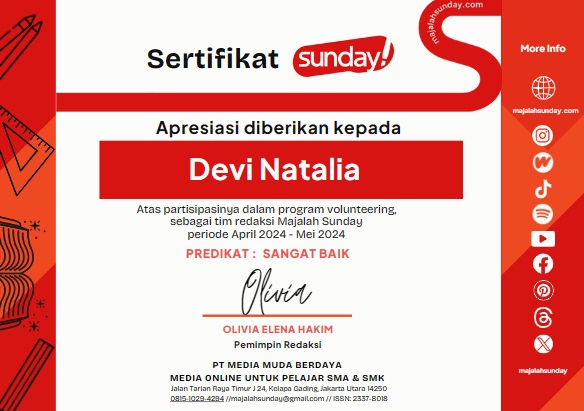 majalahsunday.com
Sertifikat sunday!
Apresiasi diberikan kepada
Devi Natalia
Atas partisipasinya dalam program volunteering,
sebagai tim redaksi Majalah Sunday
periode April 2024 - Mei 2024
PREDIKAT : SANGAT BAIK
Olivia
OLIVIA ELENA HAKIM
Pemimpin Redaksi
PT MEDIA MUDA BERDAYA
MEDIA ONLINE UNTUK PELAJAR SMA & SMK
Jalan Tarian Raya Timur J 24, Kelapa Gading, Jakarta Utara 14250
0815-1029-4294 //majalahsunday@gmail.com // ISSN: 2337-8018
More Info
majalahsunday.com
majalahsunday